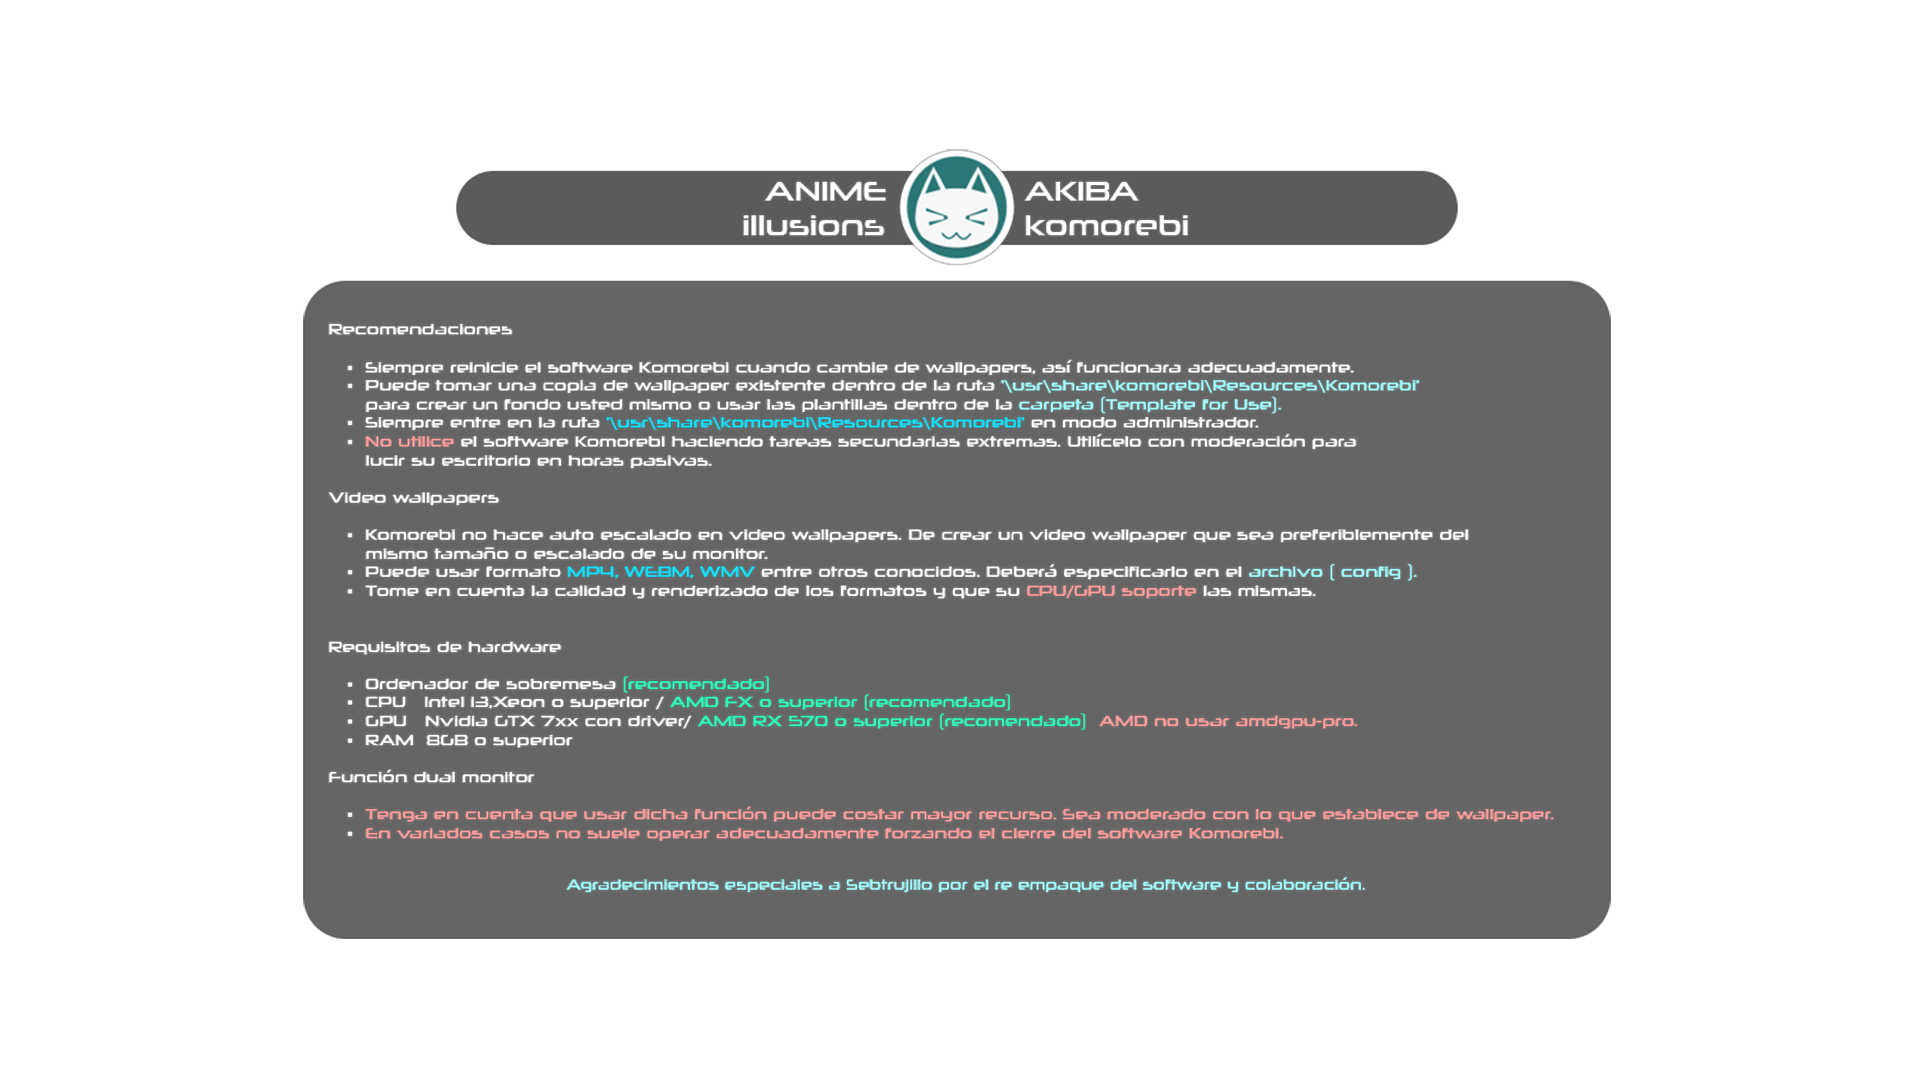 ANIME
illusions
AKIBA
komorebi
Recomendaciones
• Siempre reinicie el software Komorebi cuando cambie de wallpapers, así funcionara adecuadamente.
• Puede tomar una copia de wallpaper existente dentro de la ruta "\usr\share\komorebi\Resources\Komorebi"
para crear un fondo usted mismo o usar las plantillas dentro de la carpeta (Template for Use).
• Siempre entre en la ruta "\usr\share\komorebi\Resources\Komorebi" en modo administrador.
• No utilice el software Komorebi haciendo tareas secundarias extremas. Utilícelo con moderación para
lucir su escritorio en horas pasivas.
Video wallpapers
• Komorebi no hace auto escalado en video wallpapers. De crear un video wallpaper que sea preferiblemente del
mismo tamaño o escalado de su monitor.
• Puede usar formato MP4, WEBM, WMV entre otros conocidos. Deberá especificarlo en el archivo ( config ).
• Tome en cuenta la calidad y renderizado de los formatos y que su CPU/GPU soporte las mismas.
Requisitos de hardware
• Ordenador de sobremesa (recomendado)
• CPU Intel I3,Xeon o superior / AMD FX o superior (recomendado)
• GPU Nvidia GTX 7xx con driver/ AMD RX 570 o superior (recomendado) AMD no usar amdgpu-pro.
• RAM 8GB o superior
Función dual monitor
• Tenga en cuenta que usar dicha función puede costar mayor recurso. Sea moderado con lo que establece de wallpaper.
• En variados casos no suele operar adecuadamente forzando el cierre del software Komorebi.
Agradecimientos especiales a Sebtrujillo por el re empaque del software y colaboración.